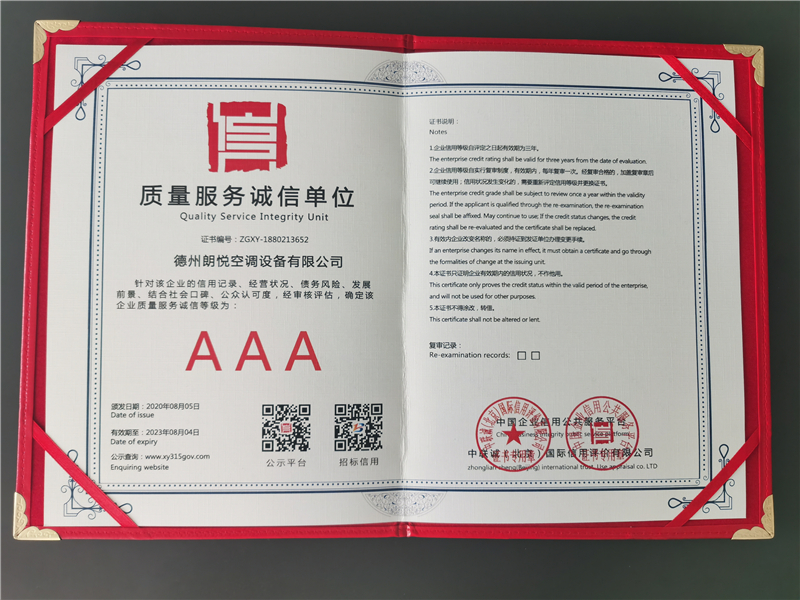 信
质量服务诚信单位
Quality Service Integrity Unit
证书编号：ZGXY-1880213652
德州朗悦空调设备有限公司
针对该企业的信用记录、经营状况、债务风险、发展
前景、结合社会口碑、公众认可度，经审核评估，确定该
企业质量服务诚信等级为：
AAA
颁发日期：2020年08月05日
Date of issue
有效期至：2023年08月04日
Date of expiry
公示查询：www.xy315gov.com
Enquiring website
公示平台
招标信用
证书说明：
Notes
1.企业信用等级自评定之日起有效期为三年。
The enterprise credit rating shall be valid for three years from the date of evaluation.
2.企业信用等级自实行复审制度，有效期内，每年复审一次。经复审合格的，加盖复审章后
可继续使用；信用状况发生变化的，需要重新评定信用等级并更换证书。
The enterprise credit grade shall be subject to review once a year within the validity
period. If the applicant is qualified through the re-examination, the re-examination
seal shall be affixed. May continue to use; If the credit status changes, the credit
rating shall be re-evaluated and the certificate shall be replaced.
3.有效内企业改变名称的，必须持证到发证单位办理变更手续。
If an enterprise changes its name in effect, it must obtain a certificate and go through
the formalities of change at the issuing unit.
4.本证书只证明企业有效期内的信用状况，不作他用。
This certificate only proves the credit status within the valid period of the enterprise,
and will not be used for other purposes.
5.本证书不得涂改，转借。
This certificate shall not be altered or lent.
复审记录：
Re-examination records:
中国企业信用公共服务平台
China business integrity public service platform
中联诚（北京）国际信用评价有限公司
zhonglian cheng(Beijing) international trust. Use appraisal co. LTD